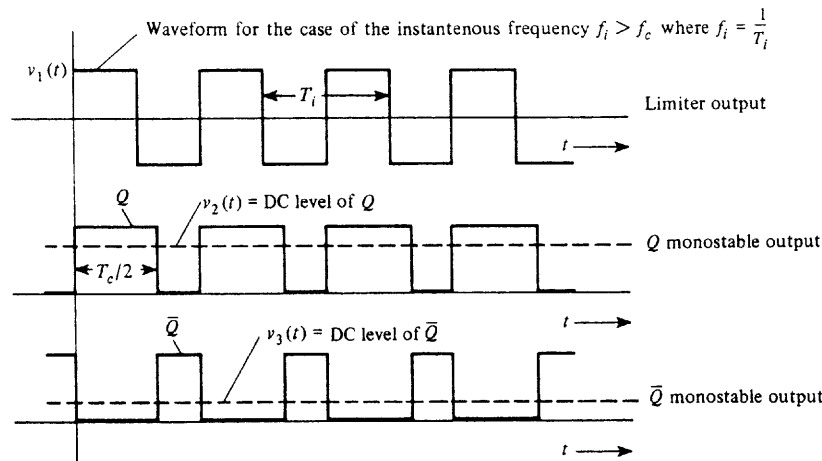 Waveform for the case of the instantenous frequency f_i > f_c where f_i = 1/T_i
v_1(t)
T_i
Limiter output
t
Q
v_2(t) = DC level of Q
Q monostable output
T_c/2
t
Q̅
v_3(t) = DC level of Q̅
Q̅ monostable output
t